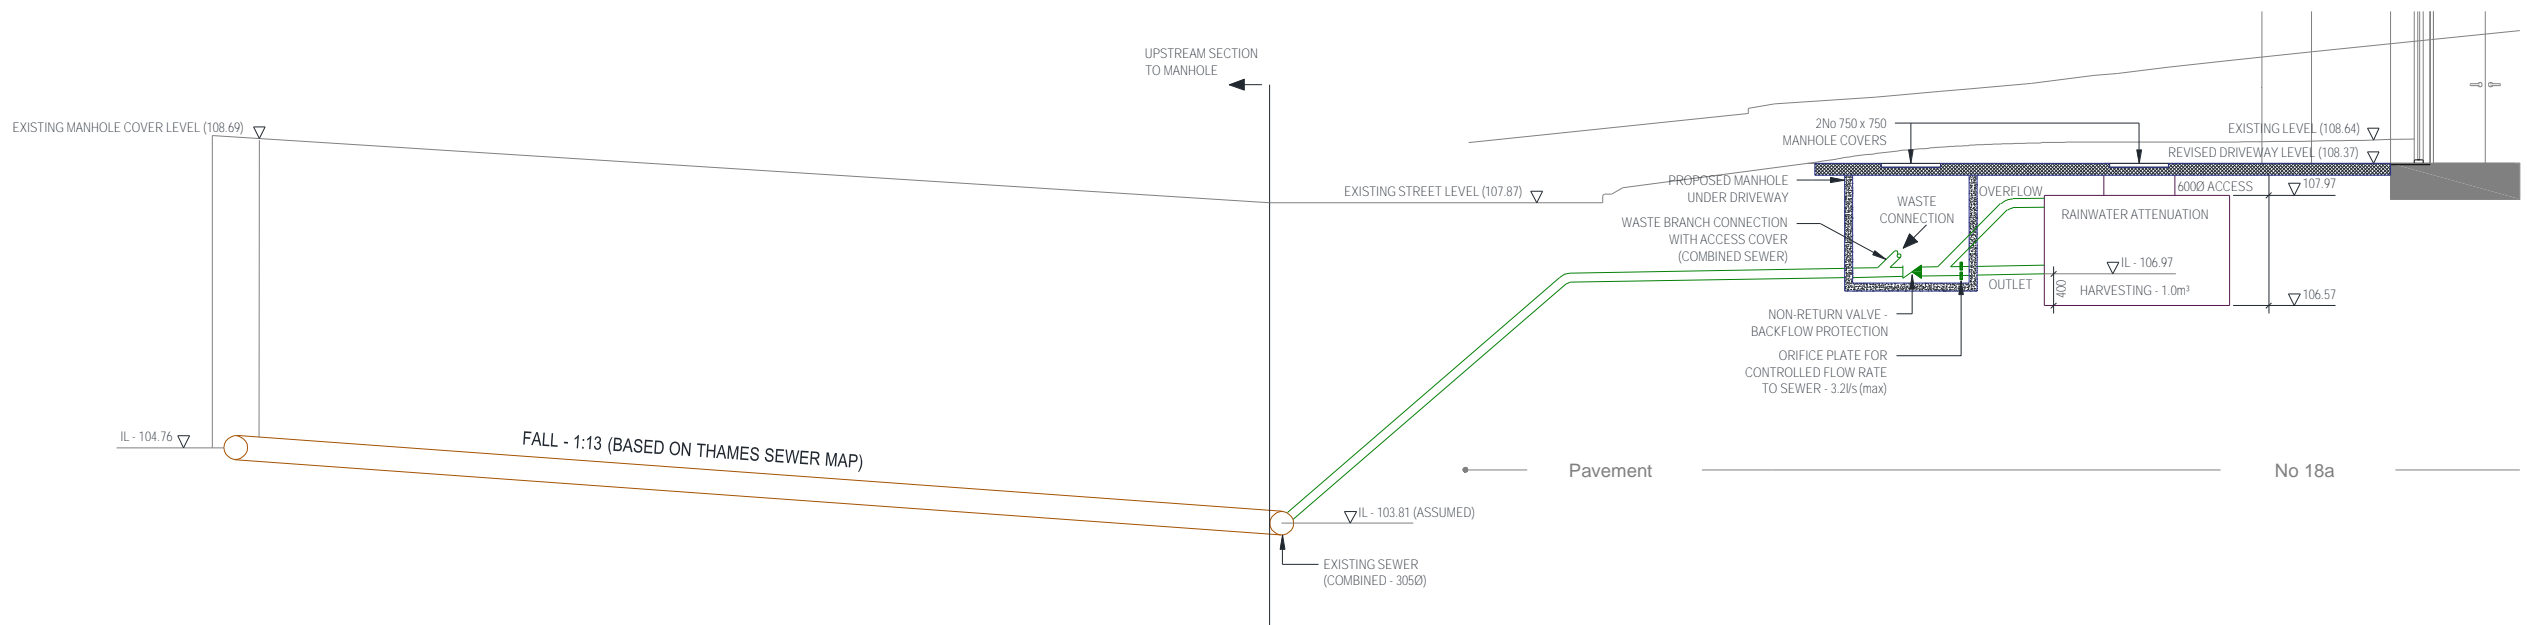 UPSTREAM SECTION
TO MANHOLE
EXISTING MANHOLE COVER LEVEL (108.69)
2No 750 x 750
MANHOLE COVERS
EXISTING LEVEL (108.64)
REVISED DRIVEWAY LEVEL (108.37)
EXISTING STREET LEVEL (107.87)
PROPOSED MANHOLE
UNDER DRIVEWAY
WASTE
CONNECTION
OVERFLOW
600Ø ACCESS
107.97
WASTE BRANCH CONNECTION
WITH ACCESS COVER
(COMBINED SEWER)
RAINWATER ATTENUATION
IL - 106.97
OUTLET
400
HARVESTING - 1.0m³
106.57
NON-RETURN VALVE -
BACKFLOW PROTECTION
ORIFICE PLATE FOR
CONTROLLED FLOW RATE
TO SEWER - 3.2l/s (max)
IL - 104.76
FALL - 1:13 (BASED ON THAMES SEWER MAP)
Pavement
No 18a
IL - 103.81 (ASSUMED)
EXISTING SEWER
(COMBINED - 305Ø)